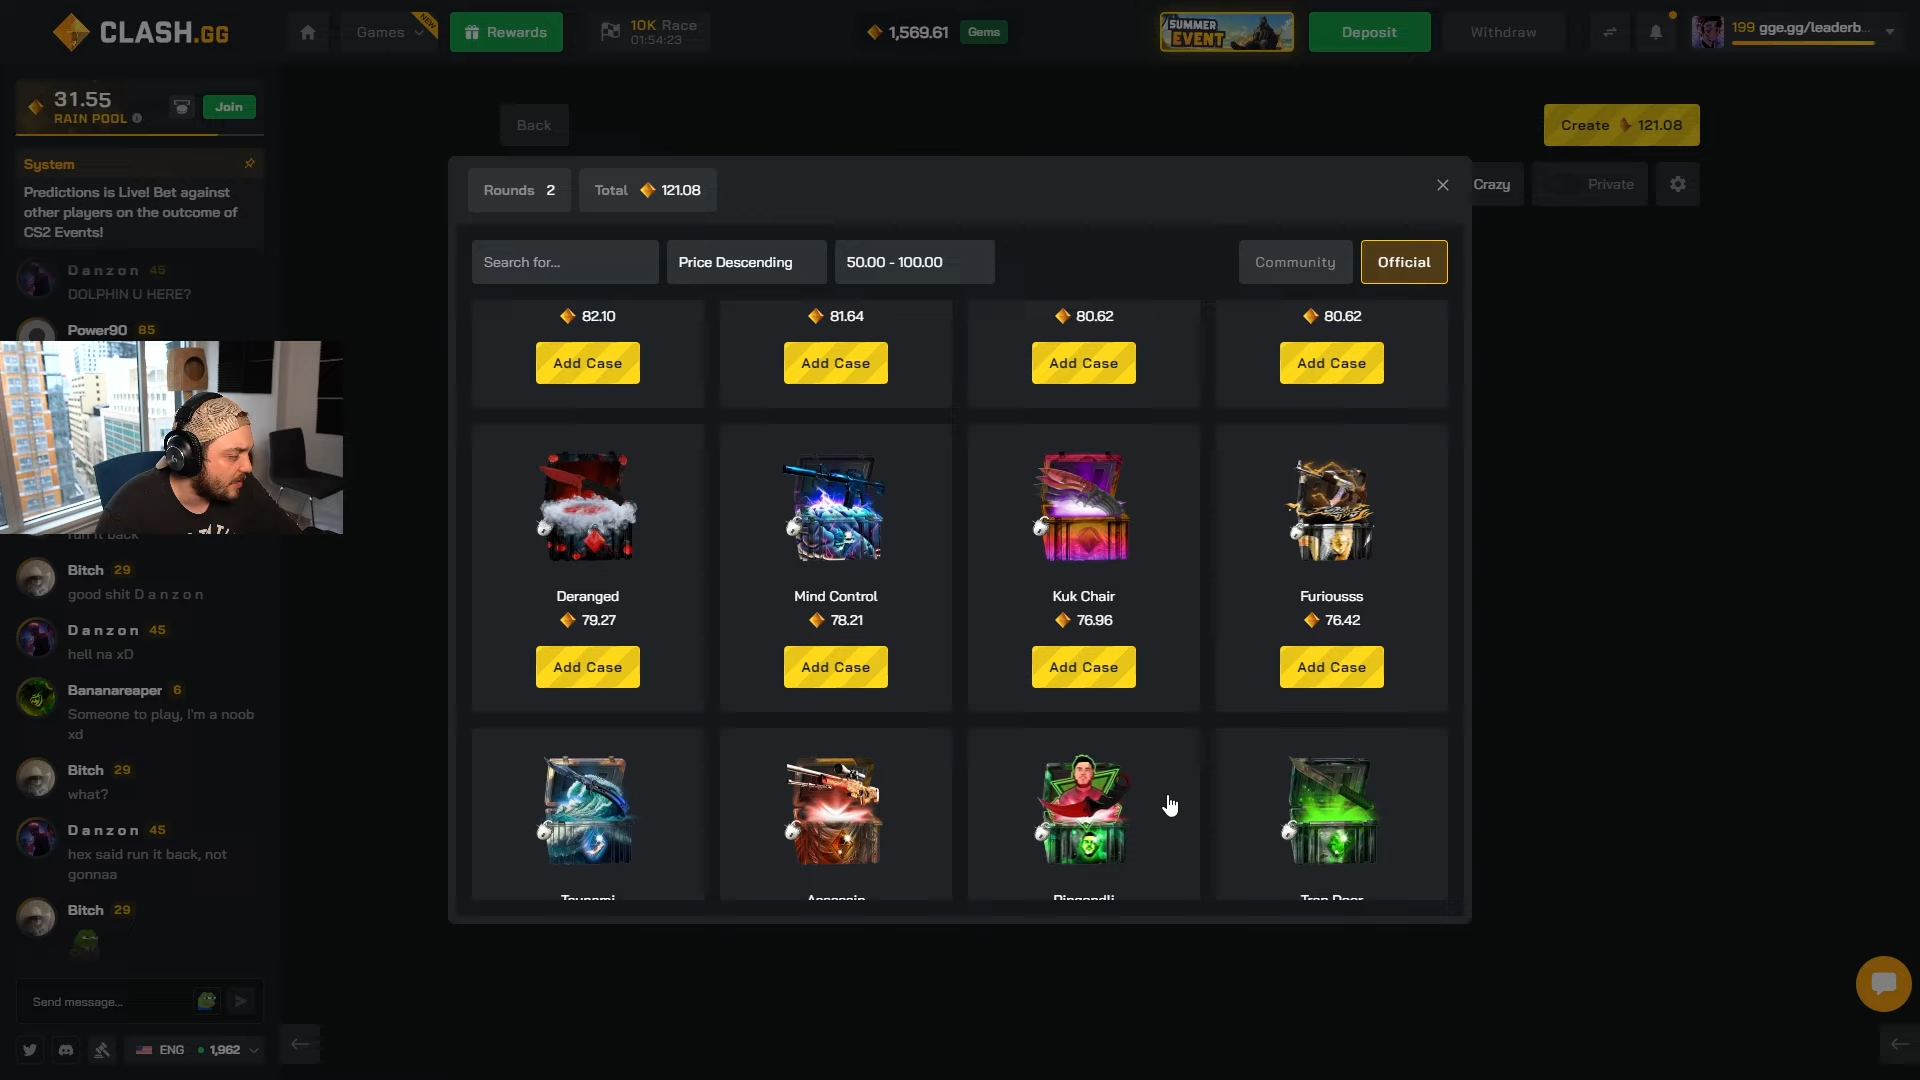 CLASH.GG
Games
NEW
Rewards
10K Race
01:54:23
1,569.61
Gems
SUMMER
EVENT
Deposit
Withdraw
199 gge.gg/leaderb...
31.55
RAIN POOL
Join
System
Predictions is Live! Bet against
other players on the outcome of
CS2 Events!
D a n z o n 45
DOLPHIN U HERE?
Power90 85
run it back
Bitch 29
good shit D a n z o n
D a n z o n 45
hell na xD
Bananareaper 6
Someone to play, I'm a noob
xd
Bitch 29
what?
D a n z o n 45
hex said run it back, not
gonnaa
Bitch 29
Send message...
ENG
1,962
Back
Create 121.08
Crazy
Private
Rounds 2
Total 121.08
Search for...
Price Descending
50.00 - 100.00
Community
Official
82.10
81.64
80.62
80.62
Add Case
Add Case
Add Case
Add Case
Deranged
Mind Control
Kuk Chair
Furiousss
79.27
78.21
76.96
76.42
Add Case
Add Case
Add Case
Add Case
Tsunami
Assassin
Trap Door